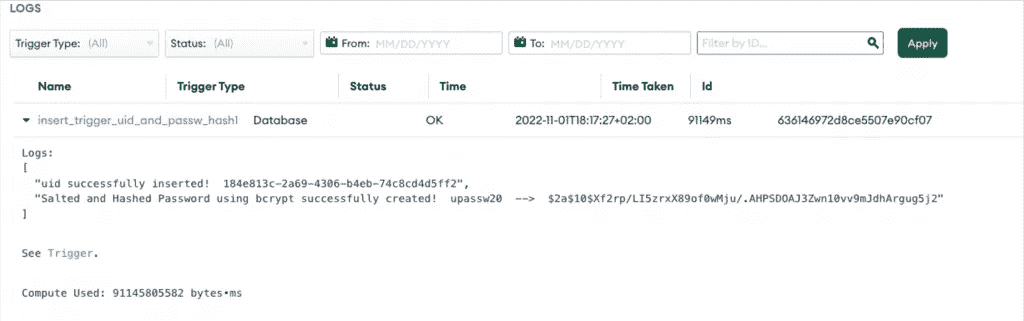 LOGS
Trigger Type: (All) Status: (All) From: MM/DD/YYYY To: MM/DD/YYYY Filter by ID... Apply
Name Trigger Type Status Time Time Taken Id
insert_trigger_uid_and_passw_hash1 Database OK 2022-11-01T18:17:27+02:00 91149ms 636146972d8ce5507e90cf07
Logs:
[
"uid successfully inserted!  184e813c-2a69-4306-b4eb-74c8cd4d5ff2",
"Salted and Hashed Password using bcrypt successfully created!  upassw20  -->  $2a$10$Xf2rp/LI5zrxX89of0wMju/.AHPSDOAJ3Zwn10vv9mJdhArgug5j2"
]
See Trigger.
Compute Used: 91145805582 bytes•ms